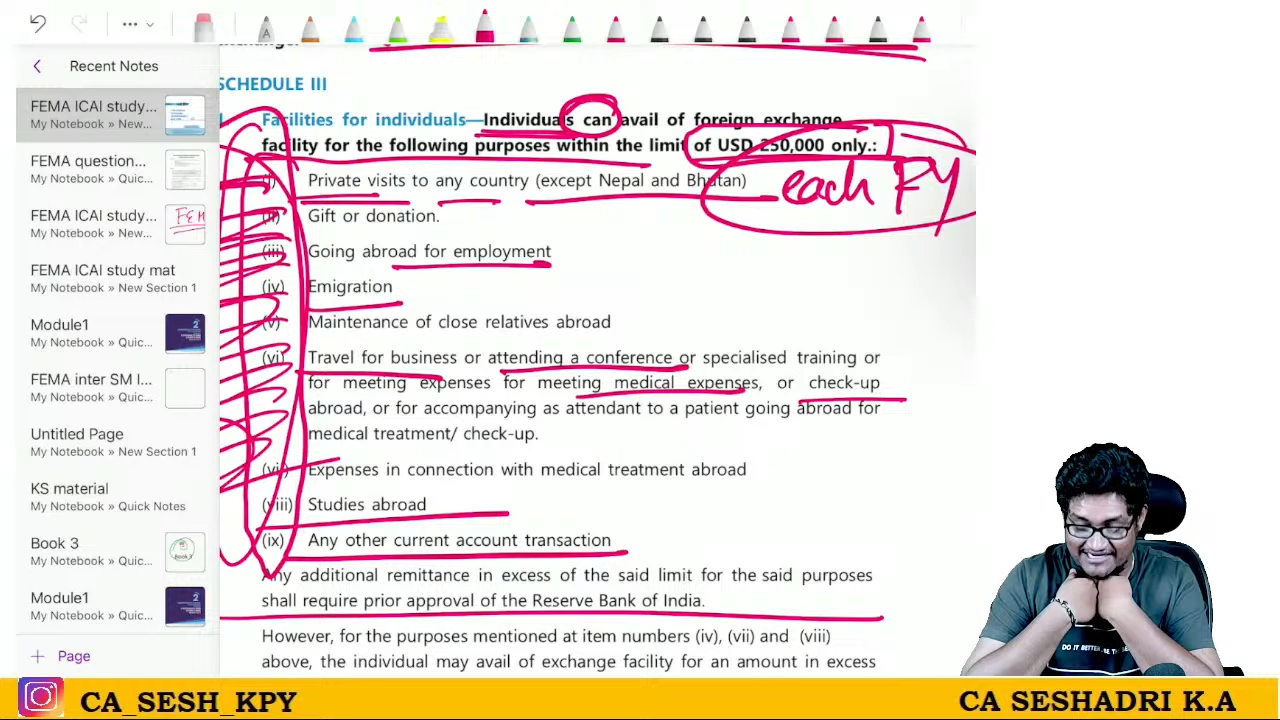 exchange.
Recent Notes
FEMA ICAI study...
My Notebook » New...
FEMA question...
My Notebook » Quic...
FEMA ICAI study...
My Notebook » New...
FEM
FEMA ICAI study mat
My Notebook » New Section 1
Module1
My Notebook » Quic...
FEMA inter SM I...
My Notebook » Quic...
Untitled Page
My Notebook » New Section 1
KS material
My Notebook » Quick Notes
Book 3
My Notebook » Quic...
Book 3
Module1
My Notebook » Quic...
+ Page
SCHEDULE III
Facilities for individuals—Individuals can avail of foreign exchange
facility for the following purposes within the limit of USD 250,000 only.:
each FY
(i) Private visits to any country (except Nepal and Bhutan)
(ii) Gift or donation.
(iii) Going abroad for employment
(iv) Emigration
(v) Maintenance of close relatives abroad
(vi) Travel for business or attending a conference or specialised training or
for meeting expenses for meeting medical expenses, or check-up
abroad, or for accompanying as attendant to a patient going abroad for
medical treatment/ check-up.
(vii) Expenses in connection with medical treatment abroad
(viii) Studies abroad
(ix) Any other current account transaction
Any additional remittance in excess of the said limit for the said purposes
shall require prior approval of the Reserve Bank of India.
However, for the purposes mentioned at item numbers (iv), (vii) and (viii)
above, the individual may avail of exchange facility for an amount in excess
CA_SESH_KPY
CA SESHADRI K.A